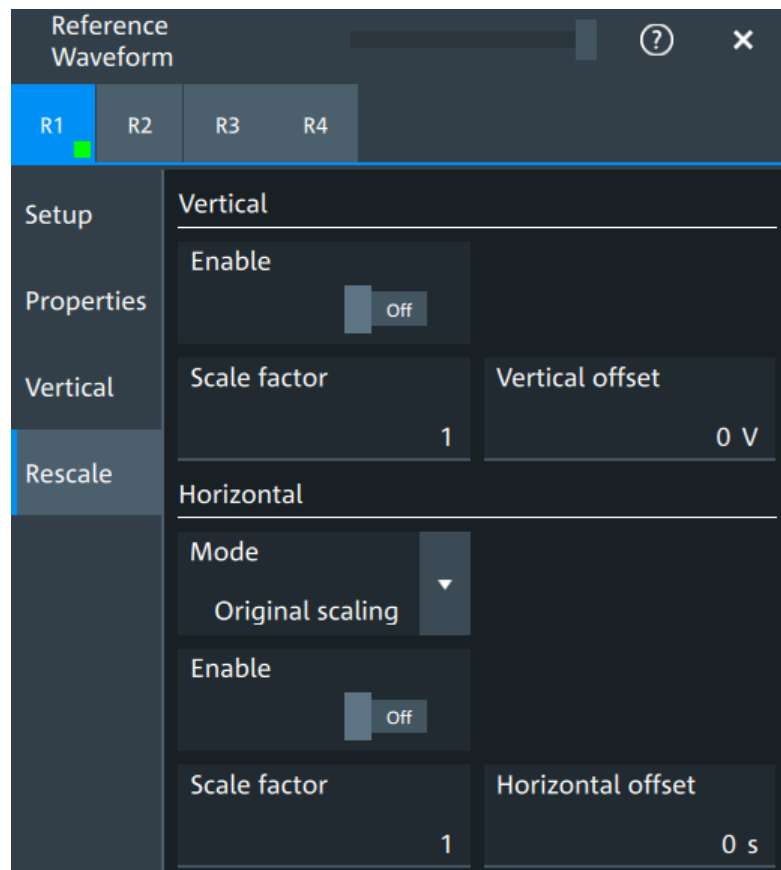 Reference
Waveform
?
R1 R2 R3 R4
Setup
Properties
Vertical
Rescale
Vertical
Enable
Off
Scale factor Vertical offset
1 0 V
Horizontal
Mode
Original scaling
Enable
Off
Scale factor Horizontal offset
1 0 s